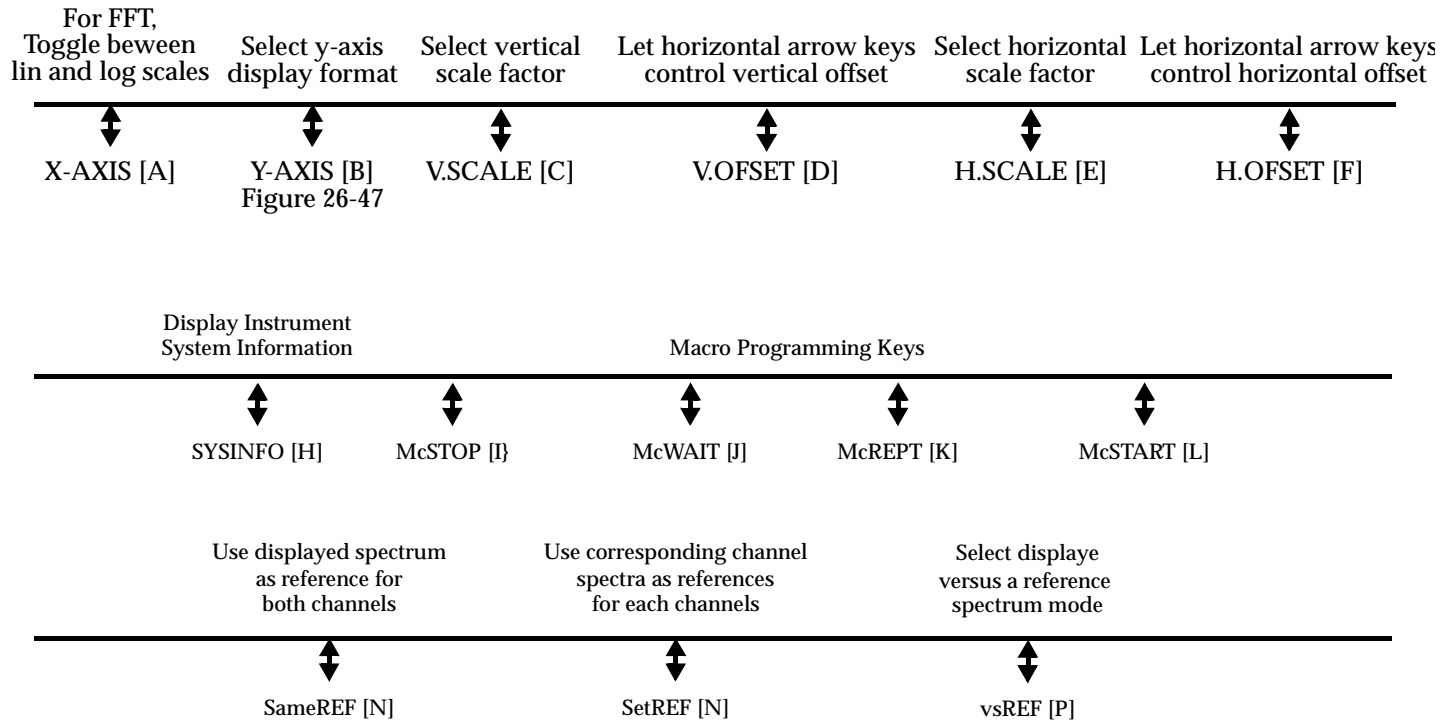 For FFT,
Toggle beween
lin and log scales
Select y-axis
display format
Select vertical
scale factor
Let horizontal arrow keys
control vertical offset
Select horizontal
scale factor
Let horizontal arrow keys
control horizontal offset
X-AXIS [A]
Y-AXIS [B]
Figure 26-47
V.SCALE [C]
V.OFSET [D]
H.SCALE [E]
H.OFSET [F]
Display Instrument
System Information
Macro Programming Keys
SYSINFO [H]
McSTOP [I}
McWAIT [J]
McREPT [K]
McSTART [L]
Use displayed spectrum
as reference for
both channels
Use corresponding channel
spectra as references
for each channels
Select displaye
versus a reference
spectrum mode
SameREF [N]
SetREF [N]
vsREF [P]